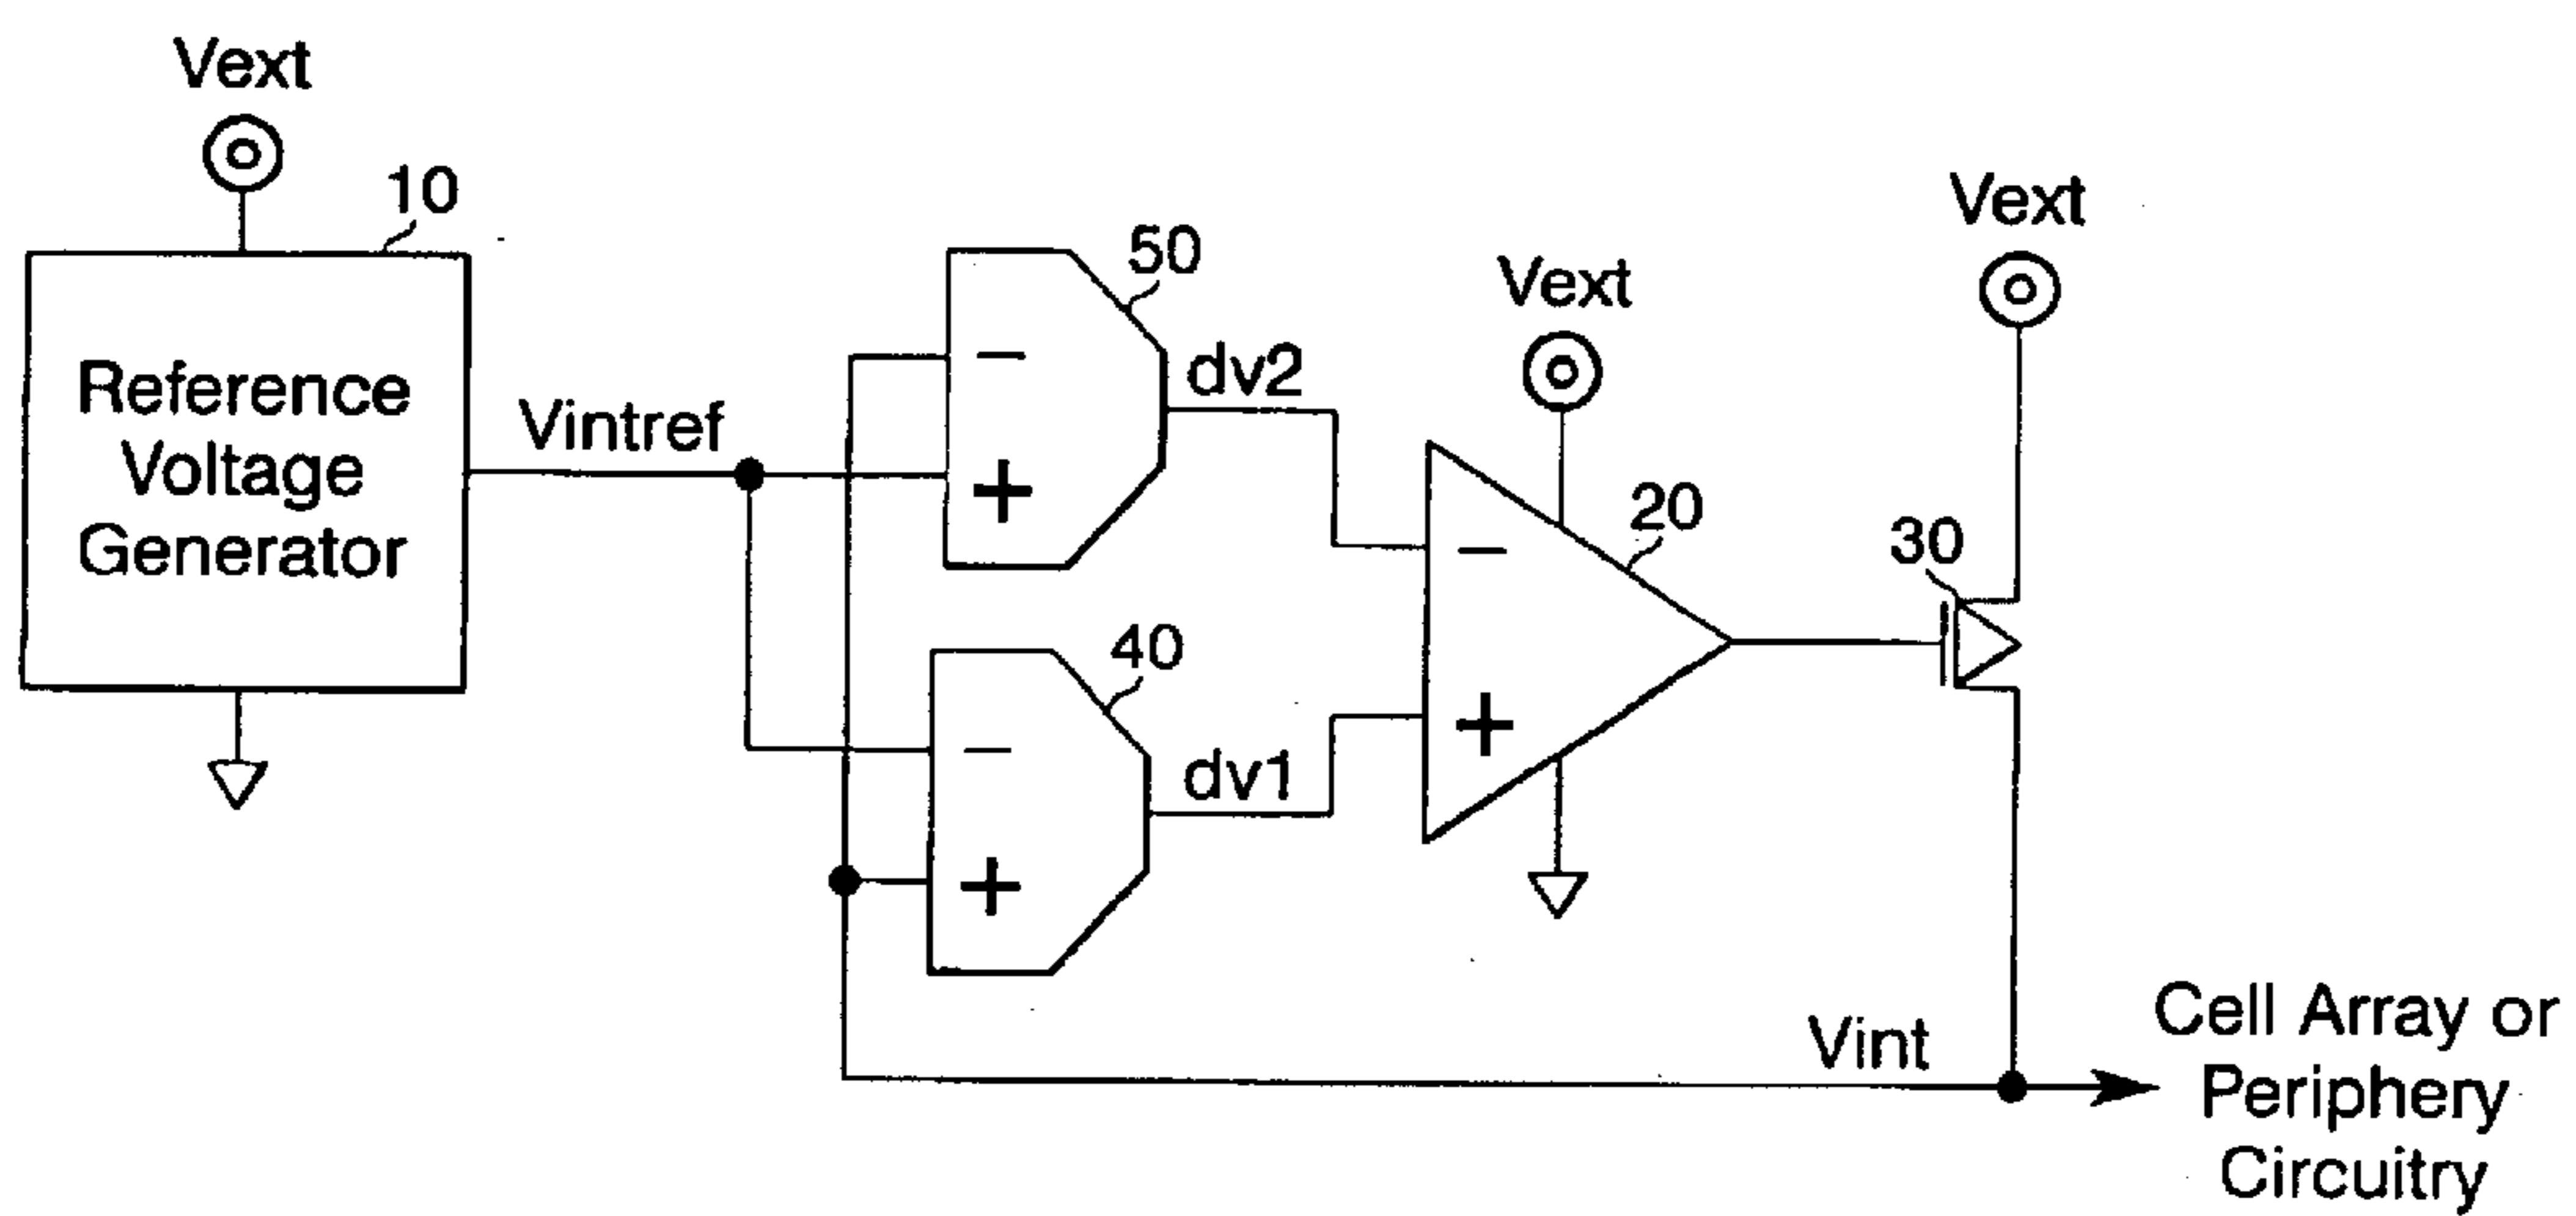 Vext
10
Reference
Voltage
Generator
Vintref
50
−
+
dv2
40
−
+
dv1
Vext
20
−
+
Vext
30
Vint
Cell Array or
Periphery
Circuitry